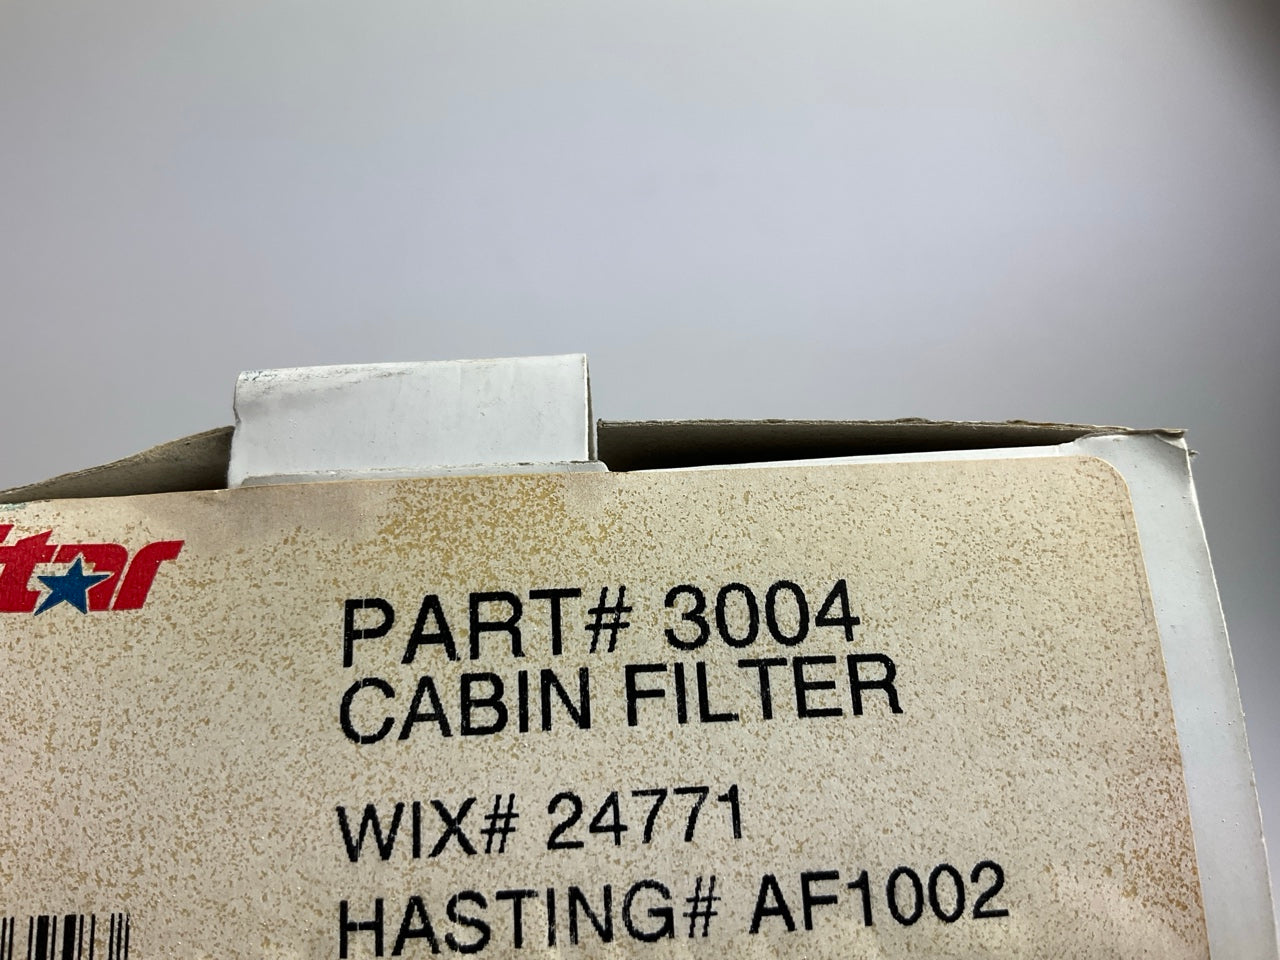 PART# 3004
CABIN FILTER
WIX# 24771
HASTING# AF1002